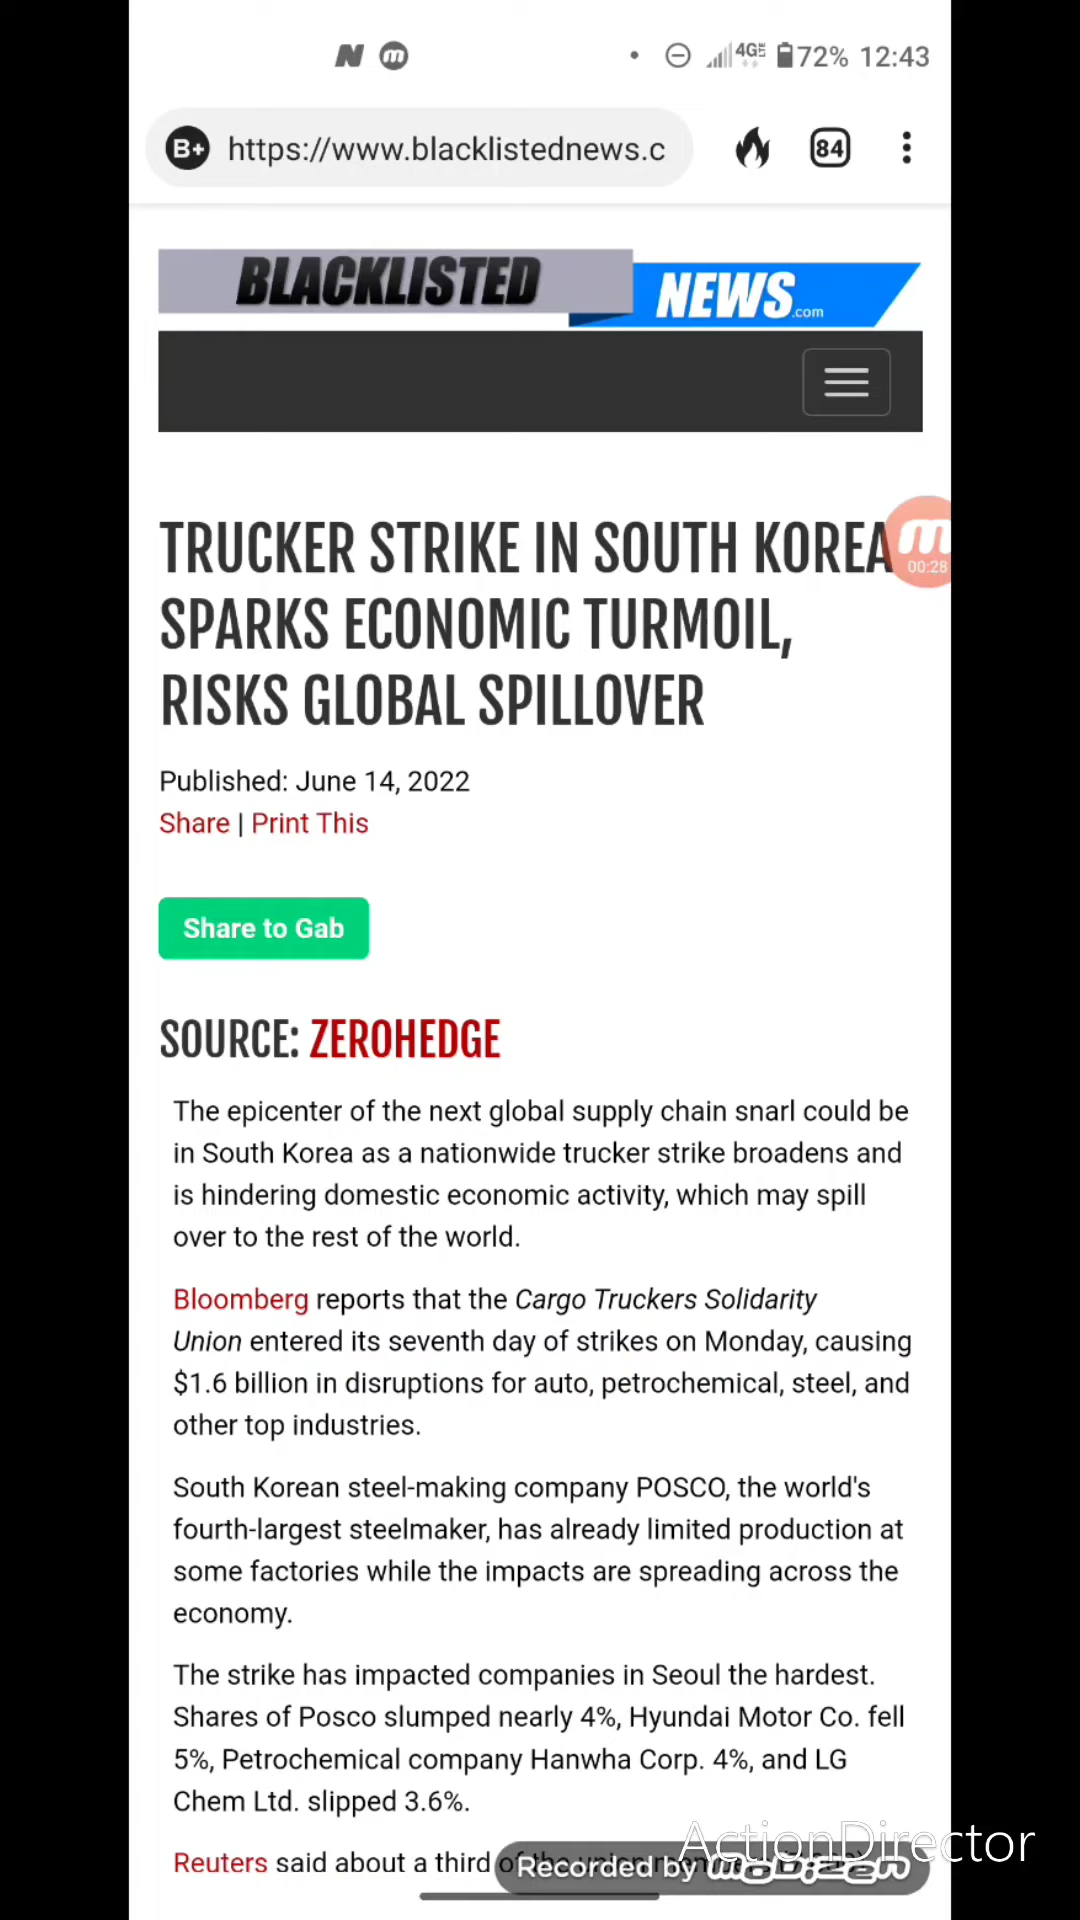 N m 4G 72% 12:43
B+ https://www.blacklistednews.c 84
BLACKLISTED NEWS.com
TRUCKER STRIKE IN SOUTH KOREA
m
00:28
SPARKS ECONOMIC TURMOIL,
RISKS GLOBAL SPILLOVER
Published: June 14, 2022
Share | Print This
Share to Gab
SOURCE: ZEROHEDGE
The epicenter of the next global supply chain snarl could be
in South Korea as a nationwide trucker strike broadens and
is hindering domestic economic activity, which may spill
over to the rest of the world.
Bloomberg reports that the Cargo Truckers Solidarity
Union entered its seventh day of strikes on Monday, causing
$1.6 billion in disruptions for auto, petrochemical, steel, and
other top industries.
South Korean steel-making company POSCO, the world's
fourth-largest steelmaker, has already limited production at
some factories while the impacts are spreading across the
economy.
The strike has impacted companies in Seoul the hardest.
Shares of Posco slumped nearly 4%, Hyundai Motor Co. fell
5%, Petrochemical company Hanwha Corp. 4%, and LG
Chem Ltd. slipped 3.6%.
ActionDirector
Reuters said about a third of the union
Recorded by MOBIZEN